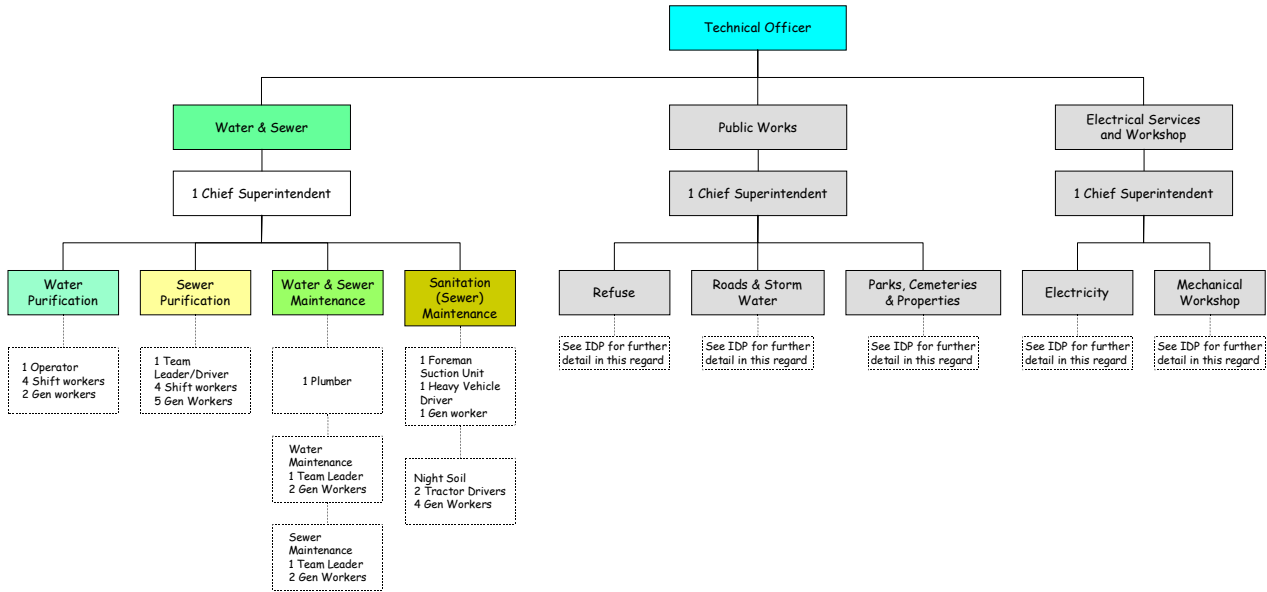 Technical Officer
Water & Sewer
Public Works
Electrical Services
and Workshop
1 Chief Superintendent
1 Chief Superintendent
1 Chief Superintendent
Water
Purification
Sewer
Purification
Water & Sewer
Maintenance
Sanitation
(Sewer)
Maintenance
Refuse
Roads & Storm
Water
Parks, Cemeteries
& Properties
Electricity
Mechanical
Workshop
1 Operator
4 Shift workers
2 Gen workers
1 Team
Leader/Driver
4 Shift workers
5 Gen Workers
1 Plumber
1 Foreman
Suction Unit
1 Heavy Vehicle
Driver
1 Gen worker
See IDP for further
detail in this regard
See IDP for further
detail in this regard
See IDP for further
detail in this regard
See IDP for further
detail in this regard
See IDP for further
detail in this regard
Water
Maintenance
1 Team Leader
2 Gen Workers
Night Soil
2 Tractor Drivers
4 Gen Workers
Sewer
Maintenance
1 Team Leader
2 Gen Workers